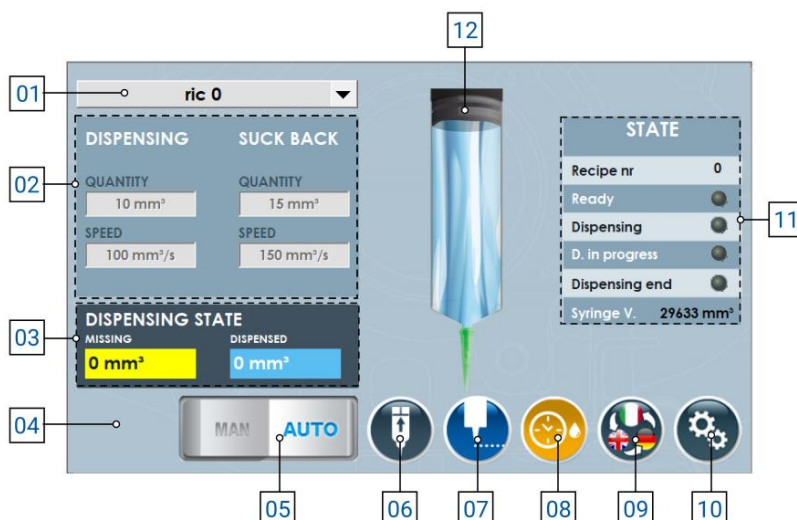 12
01
ric 0
DISPENSING SUCK BACK
02
QUANTITY QUANTITY
10 mm³ 15 mm³
SPEED SPEED
100 mm³/s 150 mm³/s
STATE
Recipe nr 0
Ready
Dispensing
D. in progress
Dispensing end
Syringe V. 29633 mm³
11
03
DISPENSING STATE
MISSING DISPENSED
0 mm³ 0 mm³
04
MAN AUTO
05 06 07 08 09 10